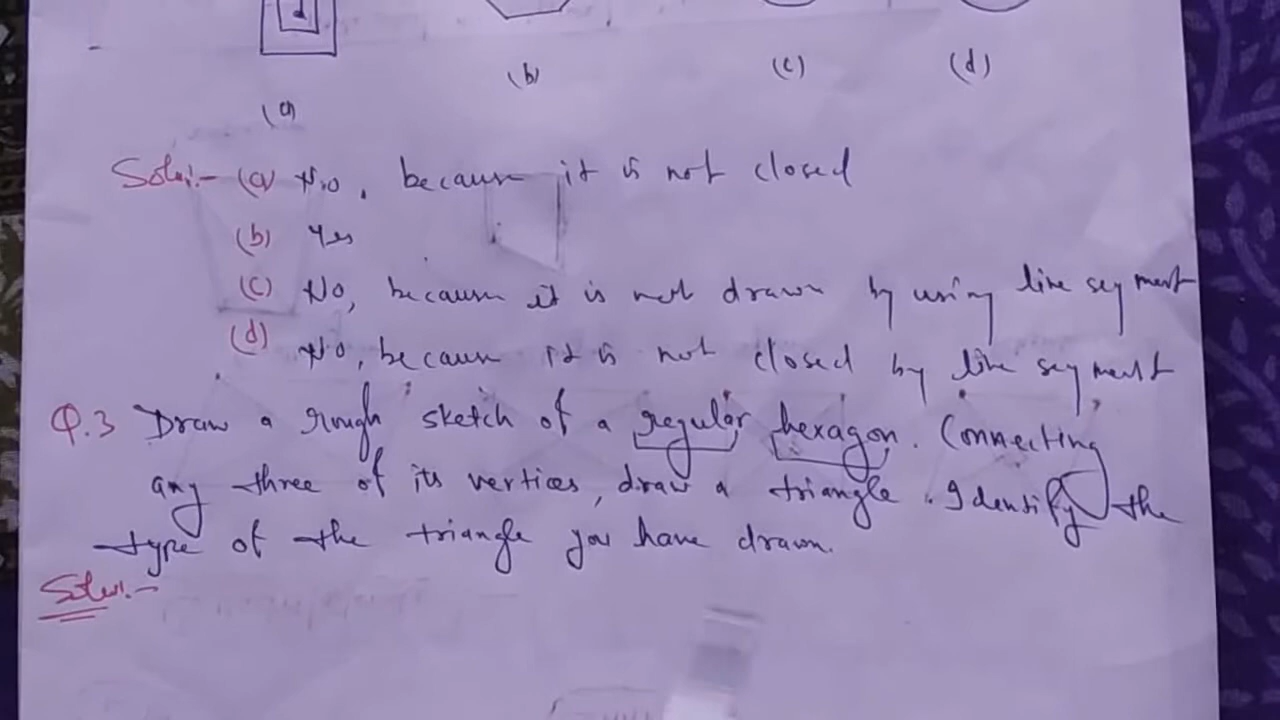 (b)
(c)
(d)
(a)
Soln:- (a) No, because it is not closed
(b) Yes
(c) No, because it is not drawn by using line segment
(d) No, because it is not closed by line segment
Q.3 Draw a rough sketch of a regular hexagon. Connecting
any three of its vertices, draw a triangle. Identify the
type of the triangle you have drawn.
Soln:-